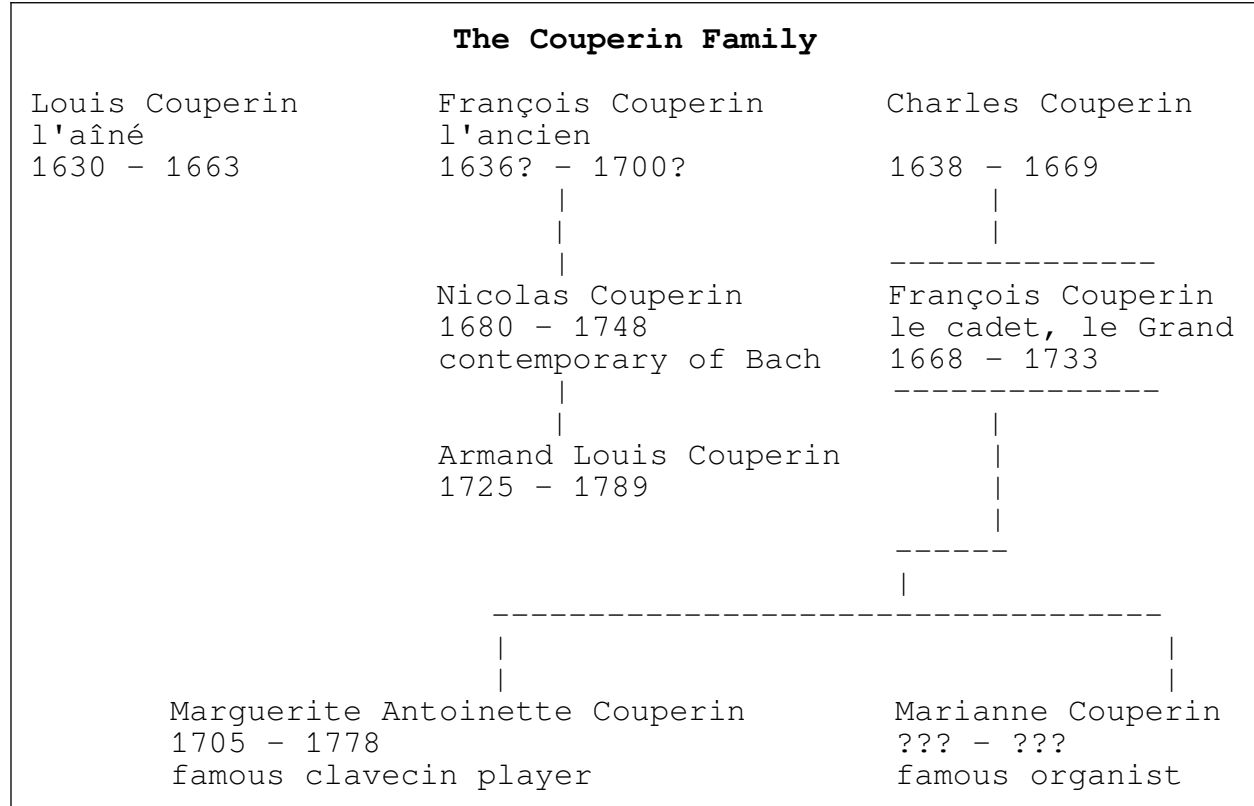 The Couperin Family
Louis Couperin François Couperin Charles Couperin
l'aîné l'ancien
1630 - 1663 1636? - 1700? 1638 - 1669
Nicolas Couperin François Couperin
1680 - 1748 le cadet, le Grand
contemporary of Bach 1668 - 1733
Armand Louis Couperin
1725 - 1789
Marguerite Antoinette Couperin Marianne Couperin
1705 - 1778 ??? - ???
famous clavecin player famous organist